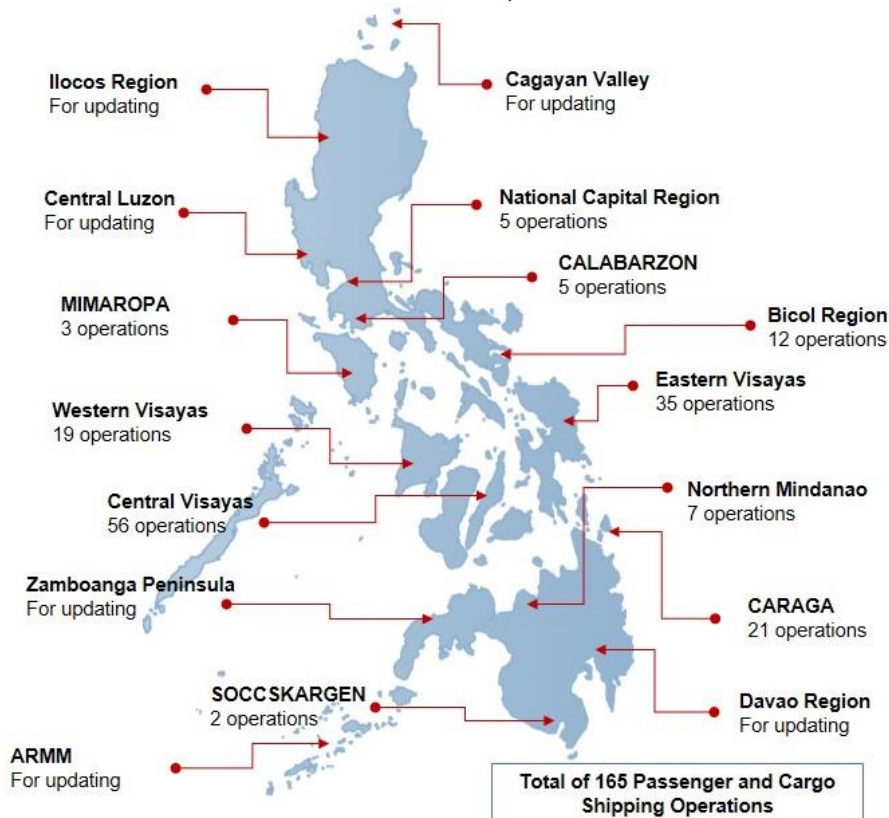 Ilocos Region
For updating
Cagayan Valley
For updating
Central Luzon
For updating
National Capital Region
5 operations
CALABARZON
5 operations
MIMAROPA
3 operations
Bicol Region
12 operations
Eastern Visayas
35 operations
Western Visayas
19 operations
Central Visayas
56 operations
Northern Mindanao
7 operations
Zamboanga Peninsula
For updating
CARAGA
21 operations
SOCCSKARGEN
2 operations
Davao Region
For updating
ARMM
For updating
Total of 165 Passenger and Cargo
Shipping Operations